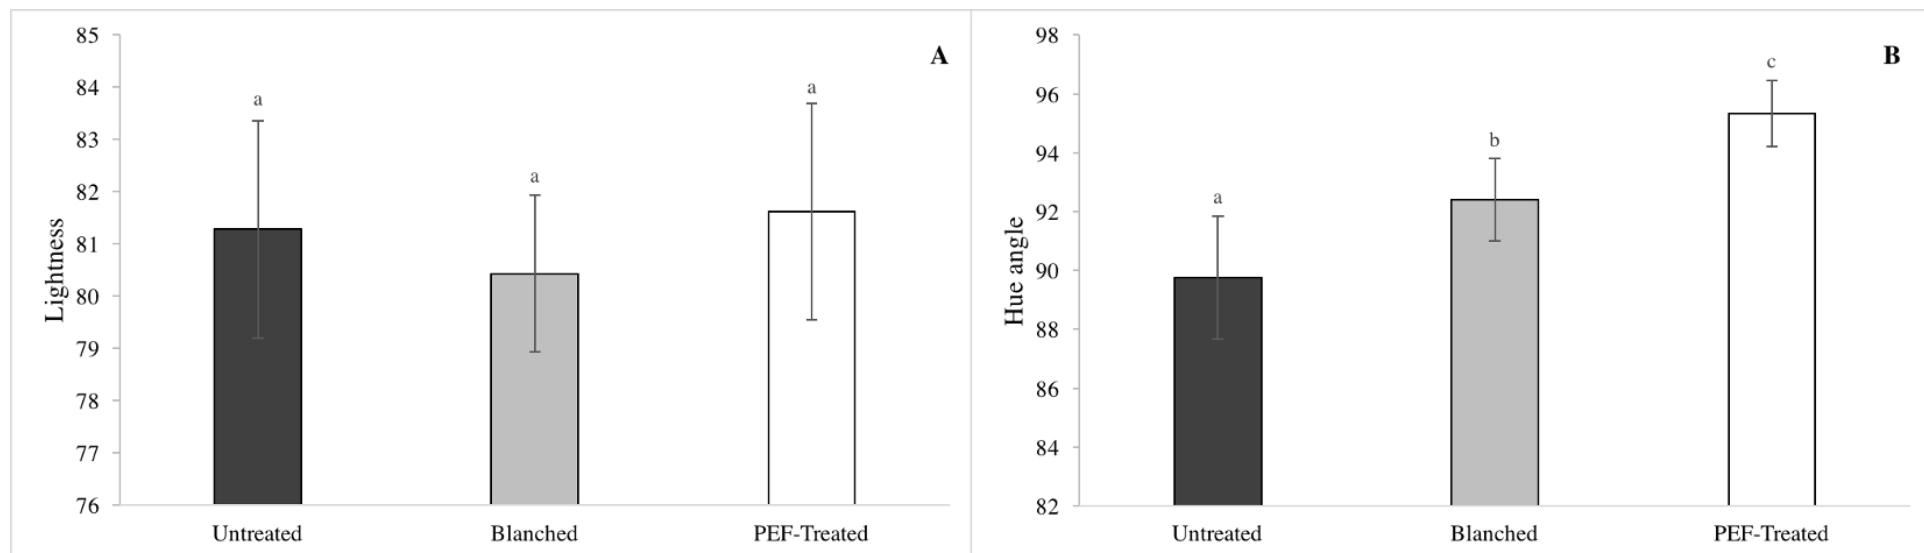 A
Lightness
85
84
83
82
81
80
79
78
77
76
a
a
a
Untreated
Blanched
PEF-Treated
B
Hue angle
98
96
94
92
90
88
86
84
82
a
b
c
Untreated
Blanched
PEF-Treated